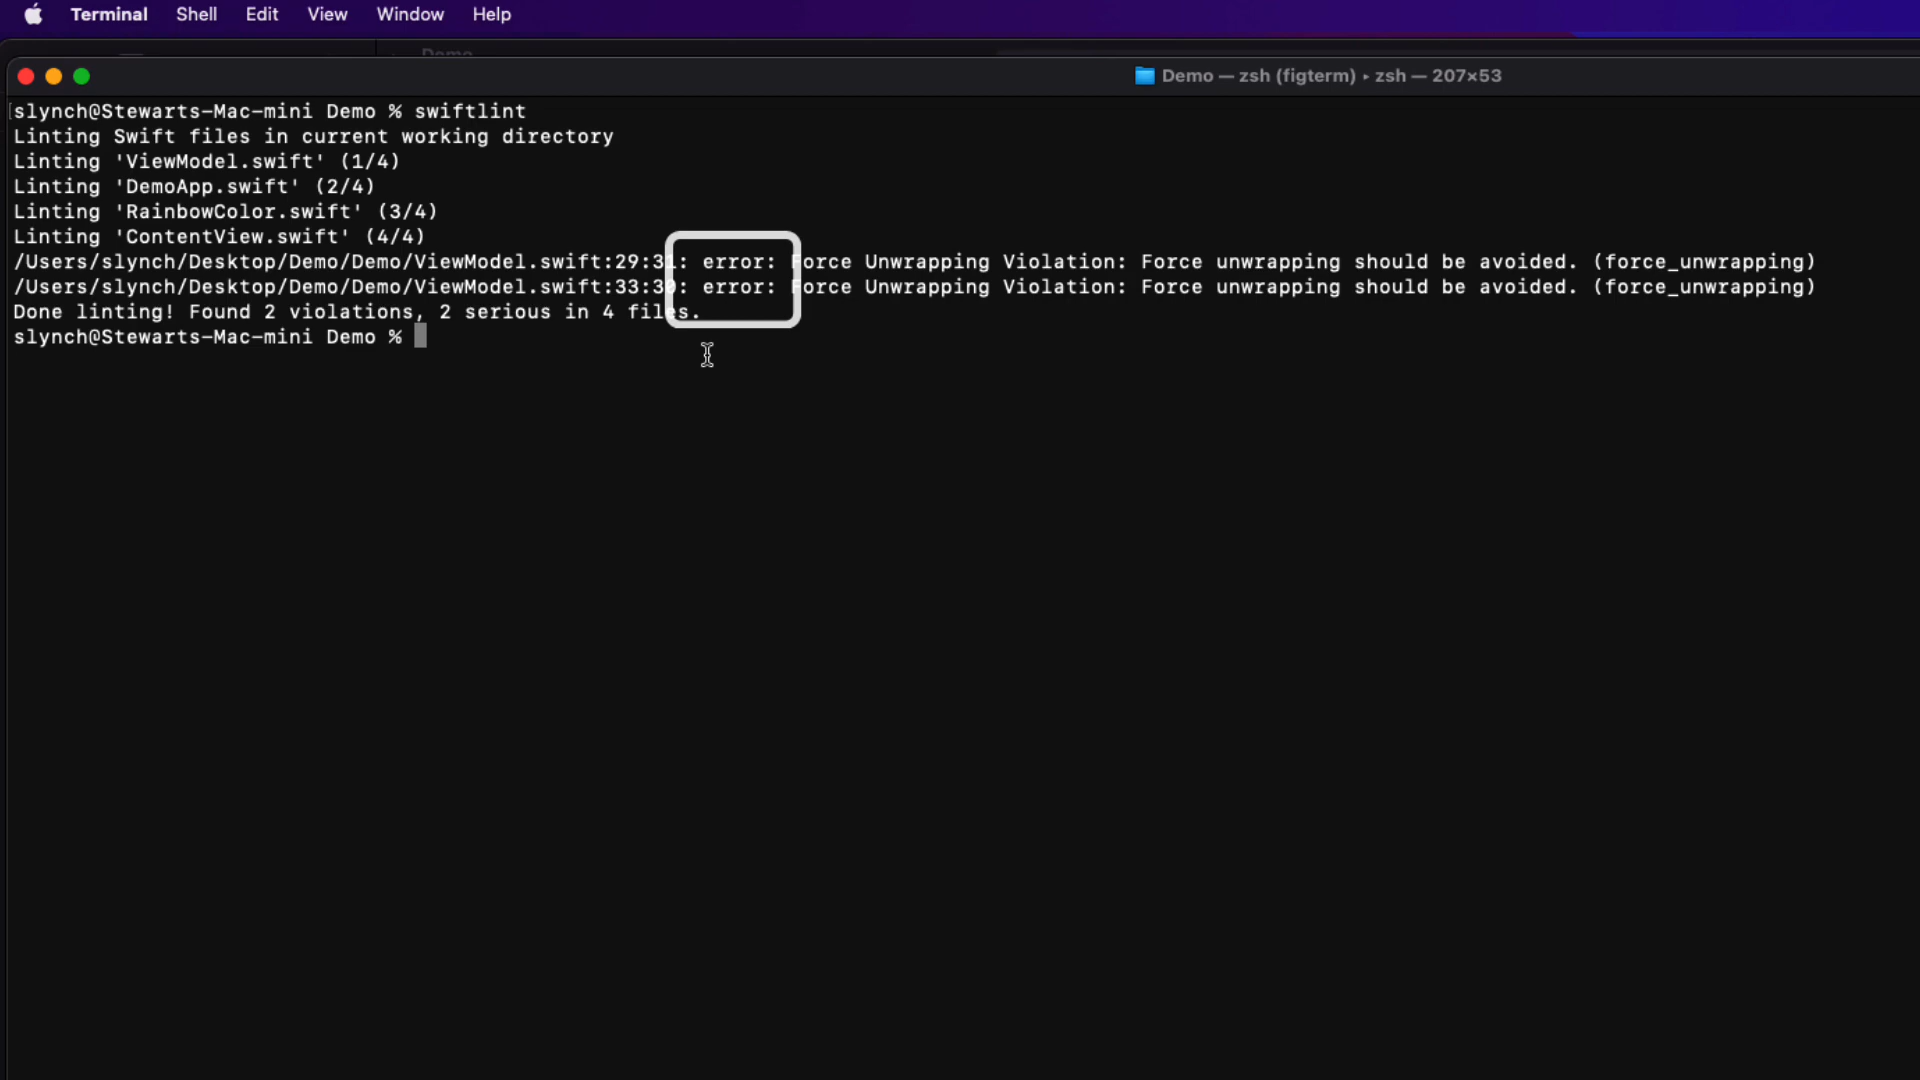 Terminal Shell Edit View Window Help
Demo
Demo — zsh (figterm) ▸ zsh — 207×53
slynch@Stewarts-Mac-mini Demo % swiftlint
Linting Swift files in current working directory
Linting 'ViewModel.swift' (1/4)
Linting 'DemoApp.swift' (2/4)
Linting 'RainbowColor.swift' (3/4)
Linting 'ContentView.swift' (4/4)
/Users/slynch/Desktop/Demo/Demo/ViewModel.swift:29:31: error: Force Unwrapping Violation: Force unwrapping should be avoided. (force_unwrapping)
/Users/slynch/Desktop/Demo/Demo/ViewModel.swift:33:30: error: Force Unwrapping Violation: Force unwrapping should be avoided. (force_unwrapping)
Done linting! Found 2 violations, 2 serious in 4 files.
slynch@Stewarts-Mac-mini Demo %